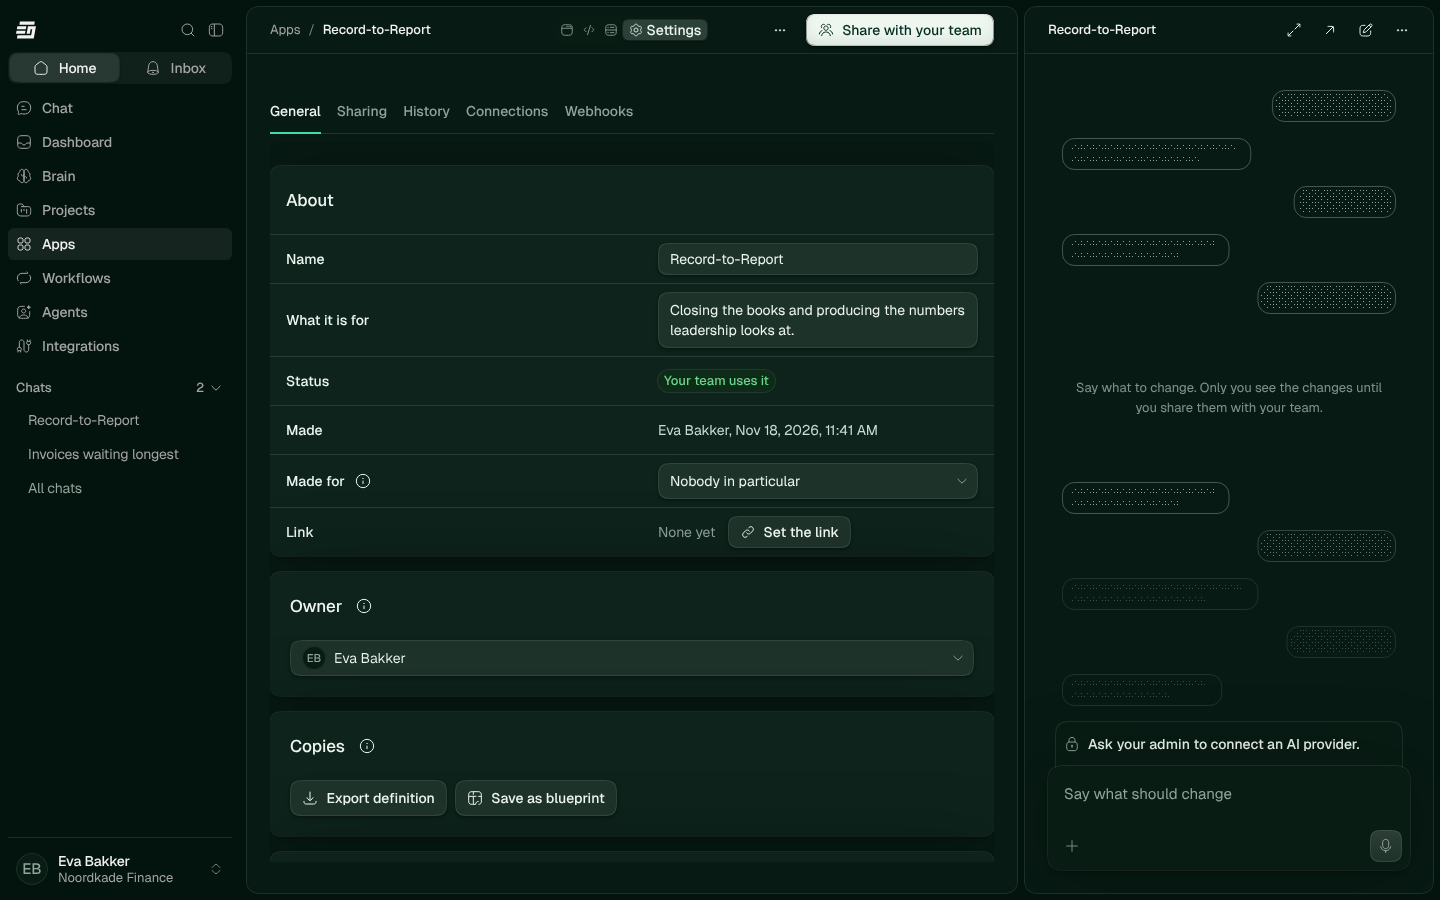 Home
Inbox
Chat
Dashboard
Brain
Projects
Apps
Workflows
Agents
Integrations
Chats
2
Record-to-Report
Invoices waiting longest
All chats
EB
Eva Bakker
Noordkade Finance
Apps / Record-to-Report
Settings
Share with your team
General
Sharing
History
Connections
Webhooks
About
Name
Record-to-Report
What it is for
Closing the books and producing the numbers
leadership looks at.
Status
Your team uses it
Made
Eva Bakker, Nov 18, 2026, 11:41 AM
Made for
Nobody in particular
Link
None yet
Set the link
Owner
EB
Eva Bakker
Copies
Export definition
Save as blueprint
Record-to-Report
Say what to change. Only you see the changes until
you share them with your team.
Ask your admin to connect an AI provider.
Say what should change